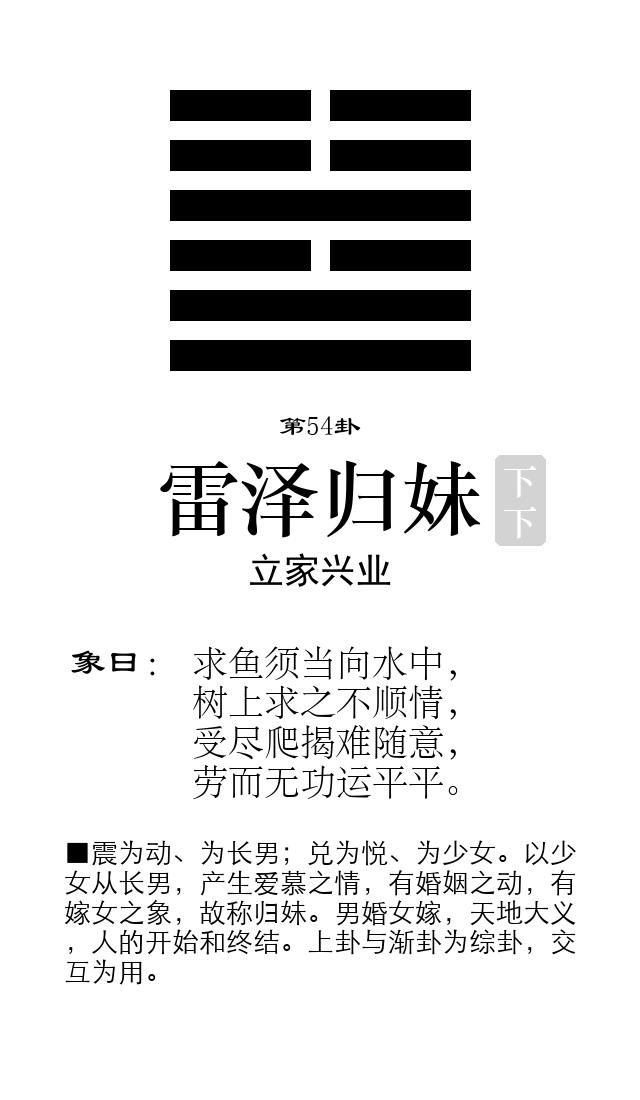 第54卦
雷泽归妹
下
下
立家兴业
象曰： 求鱼须当向水中，
树上求之不顺情，
受尽爬揭难随意，
劳而无功运平平。
■震为动、为长男；兑为悦、为少女。以少
女从长男，产生爱慕之情，有婚姻之动，有
嫁女之象，故称归妹。男婚女嫁，天地大义
，人的开始和终结。上卦与渐卦为综卦，交
互为用。